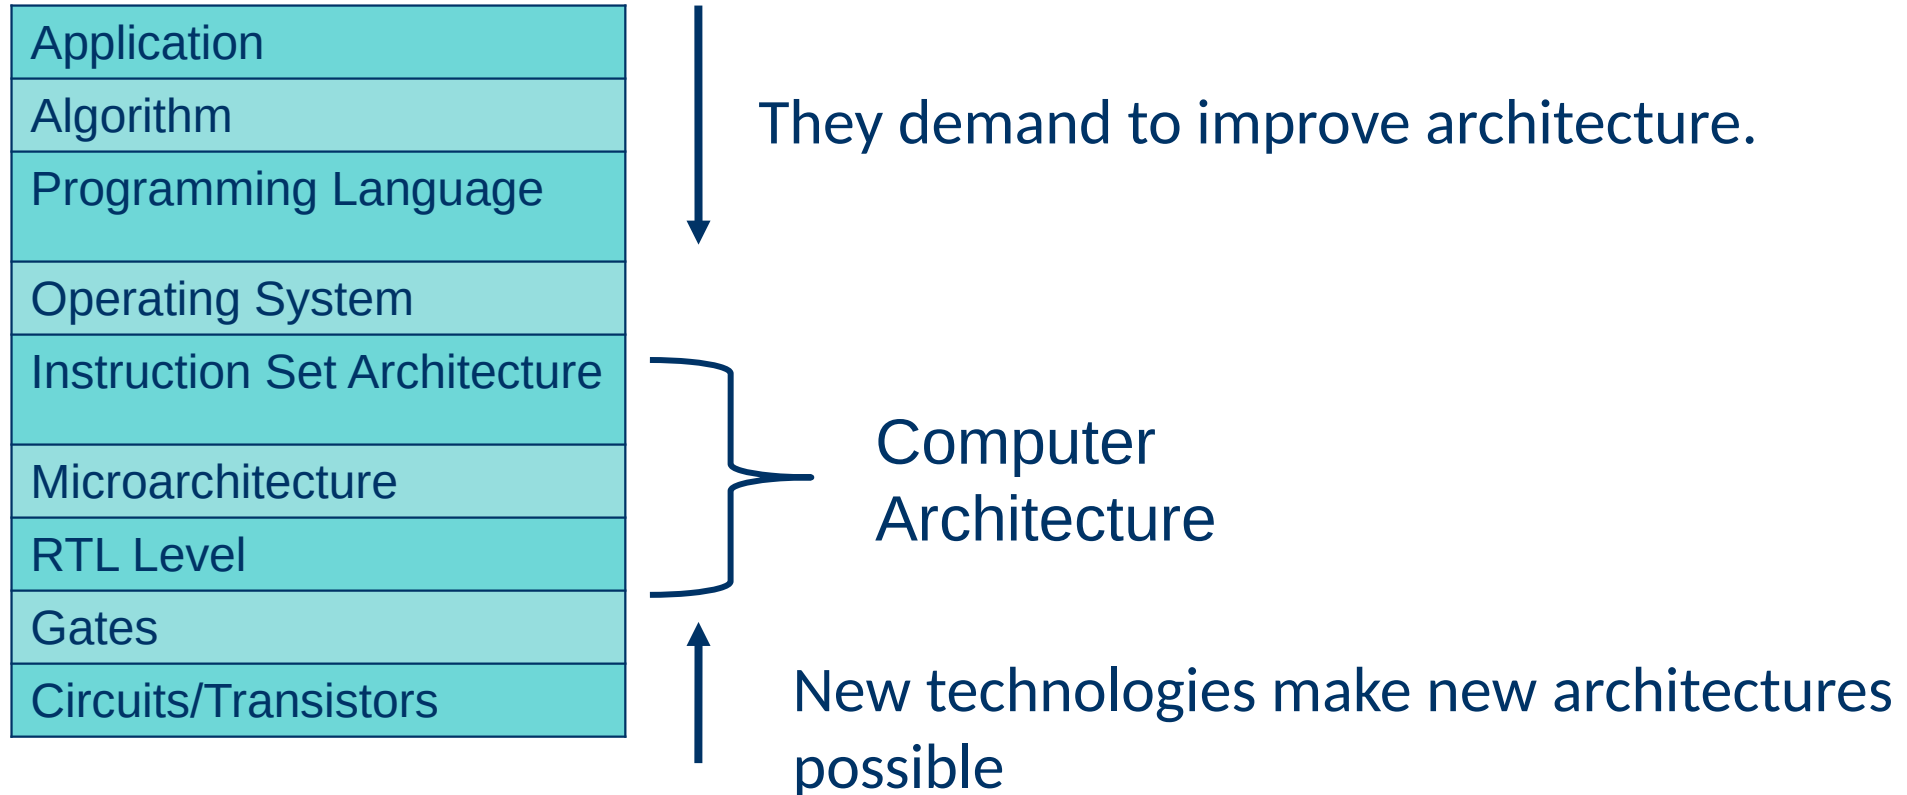 Application
Algorithm
Programming Language
Operating System
Instruction Set Architecture
Microarchitecture
RTL Level
Gates
Circuits/Transistors
They demand to improve architecture.
Computer
Architecture
New technologies make new architectures
possible